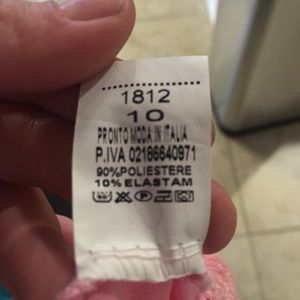 1812
10
PRONTO MODA IN ITALIA
P.IVA 02186640971
90%POLIESTERE
10% ELASTAM